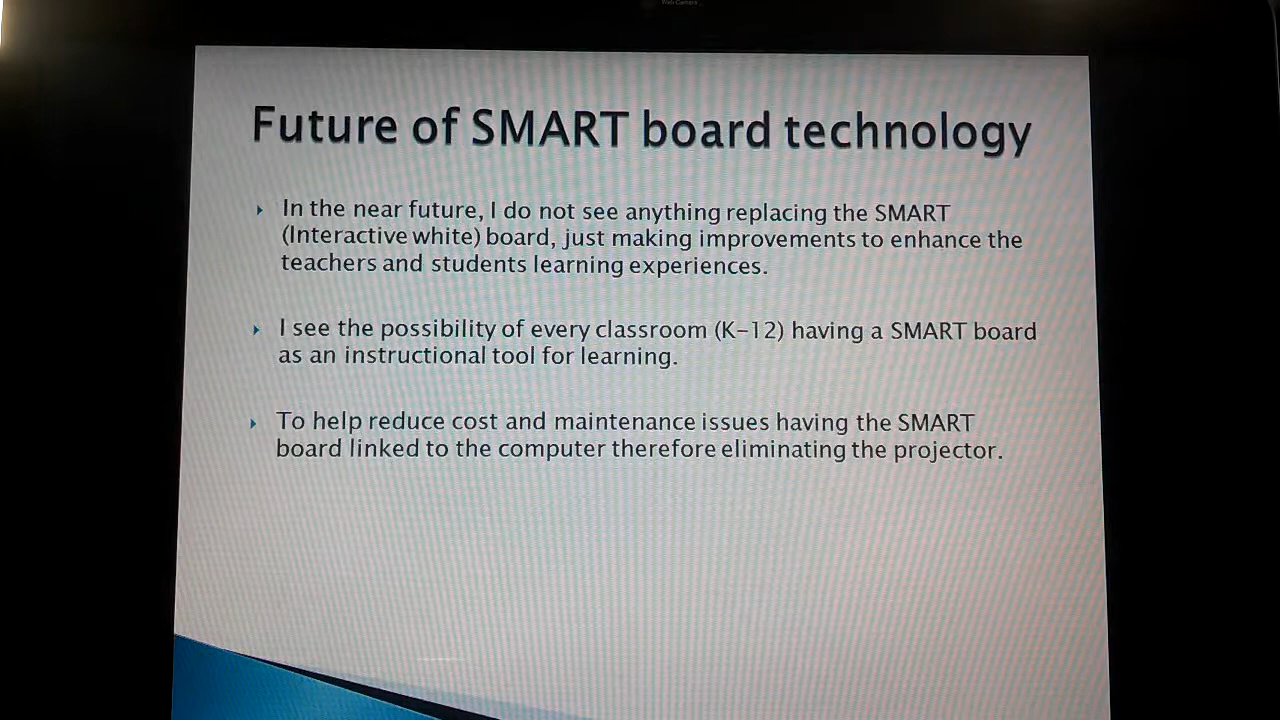 Web Camera
Future of SMART board technology
In the near future, I do not see anything replacing the SMART
(Interactive white) board, just making improvements to enhance the
teachers and students learning experiences.
I see the possibility of every classroom (K-12) having a SMART board
as an instructional tool for learning.
To help reduce cost and maintenance issues having the SMART
board linked to the computer therefore eliminating the projector.